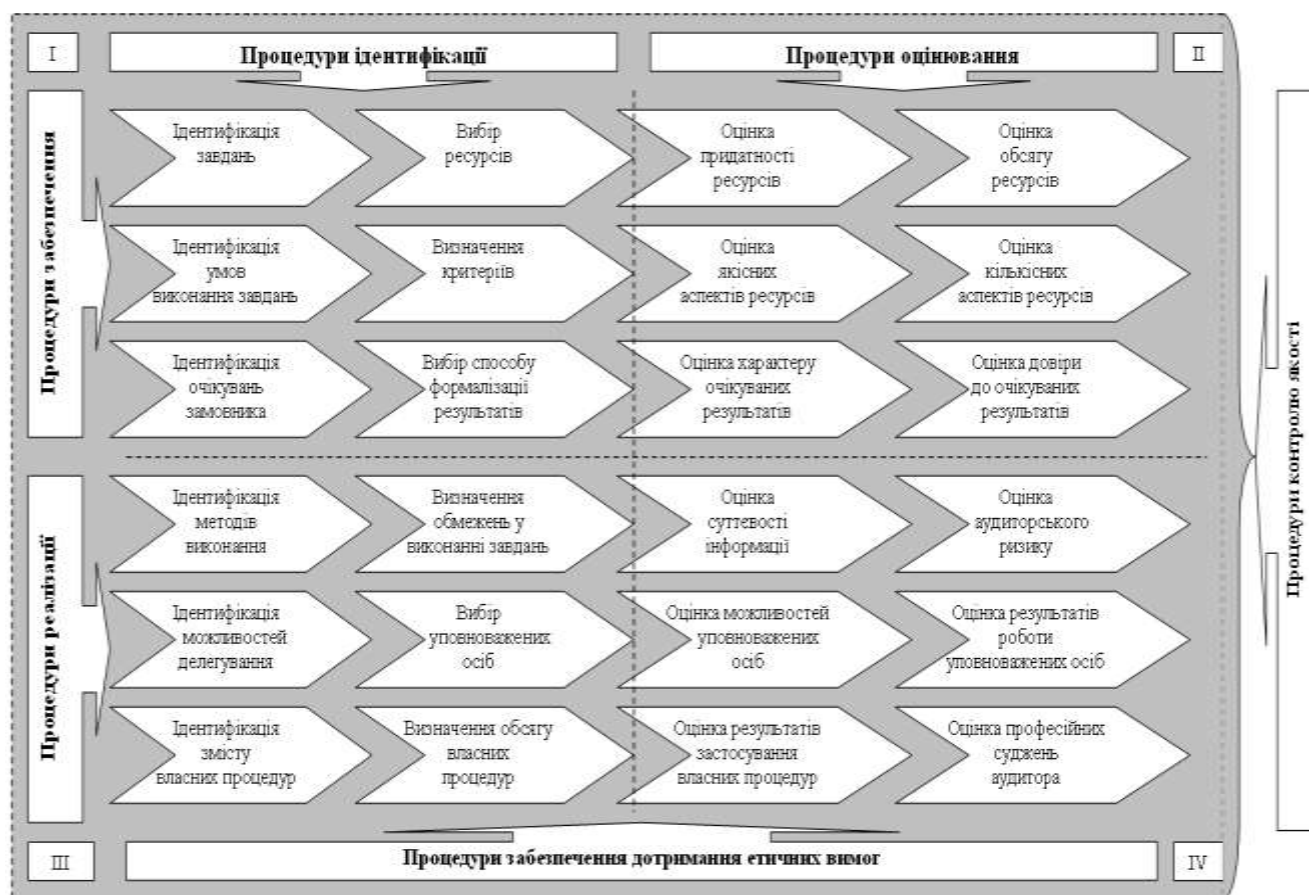 I
Процедури ідентифікації
Процедури оцінювання
II
Процедури забезпечення
Ідентифікація
завдань
Вибір
ресурсів
Оцінка
придатності
ресурсів
Оцінка
обсягу
ресурсів
Ідентифікація
умов
виконання завдань
Визначення
критеріїв
Оцінка
якісних
аспектів ресурсів
Оцінка
кількісних
аспектів ресурсів
Ідентифікація
очікувань
замовника
Вибір способу
формалізації
результатів
Оцінка характеру
очікуваних
результатів
Оцінка довіри
до очікуваних
результатів
Процедури контролю якості
Процедури реалізації
Ідентифікація
методів
виконання
Визначення
обмежень у
виконанні завдань
Оцінка
суттєвості
інформації
Оцінка
аудиторського
ризику
Ідентифікація
можливостей
делегування
Вибір
уповноважених
осіб
Оцінка можливостей
уповноважених
осіб
Оцінка результатів
роботи
уповноважених осіб
Ідентифікація
змісту
власних процедур
Визначення обсягу
власних
процедур
Оцінка результатів
застосування
власних процедур
Оцінка професійних
суджень
аудитора
III
Процедури забезпечення дотримання етичних вимог
IV